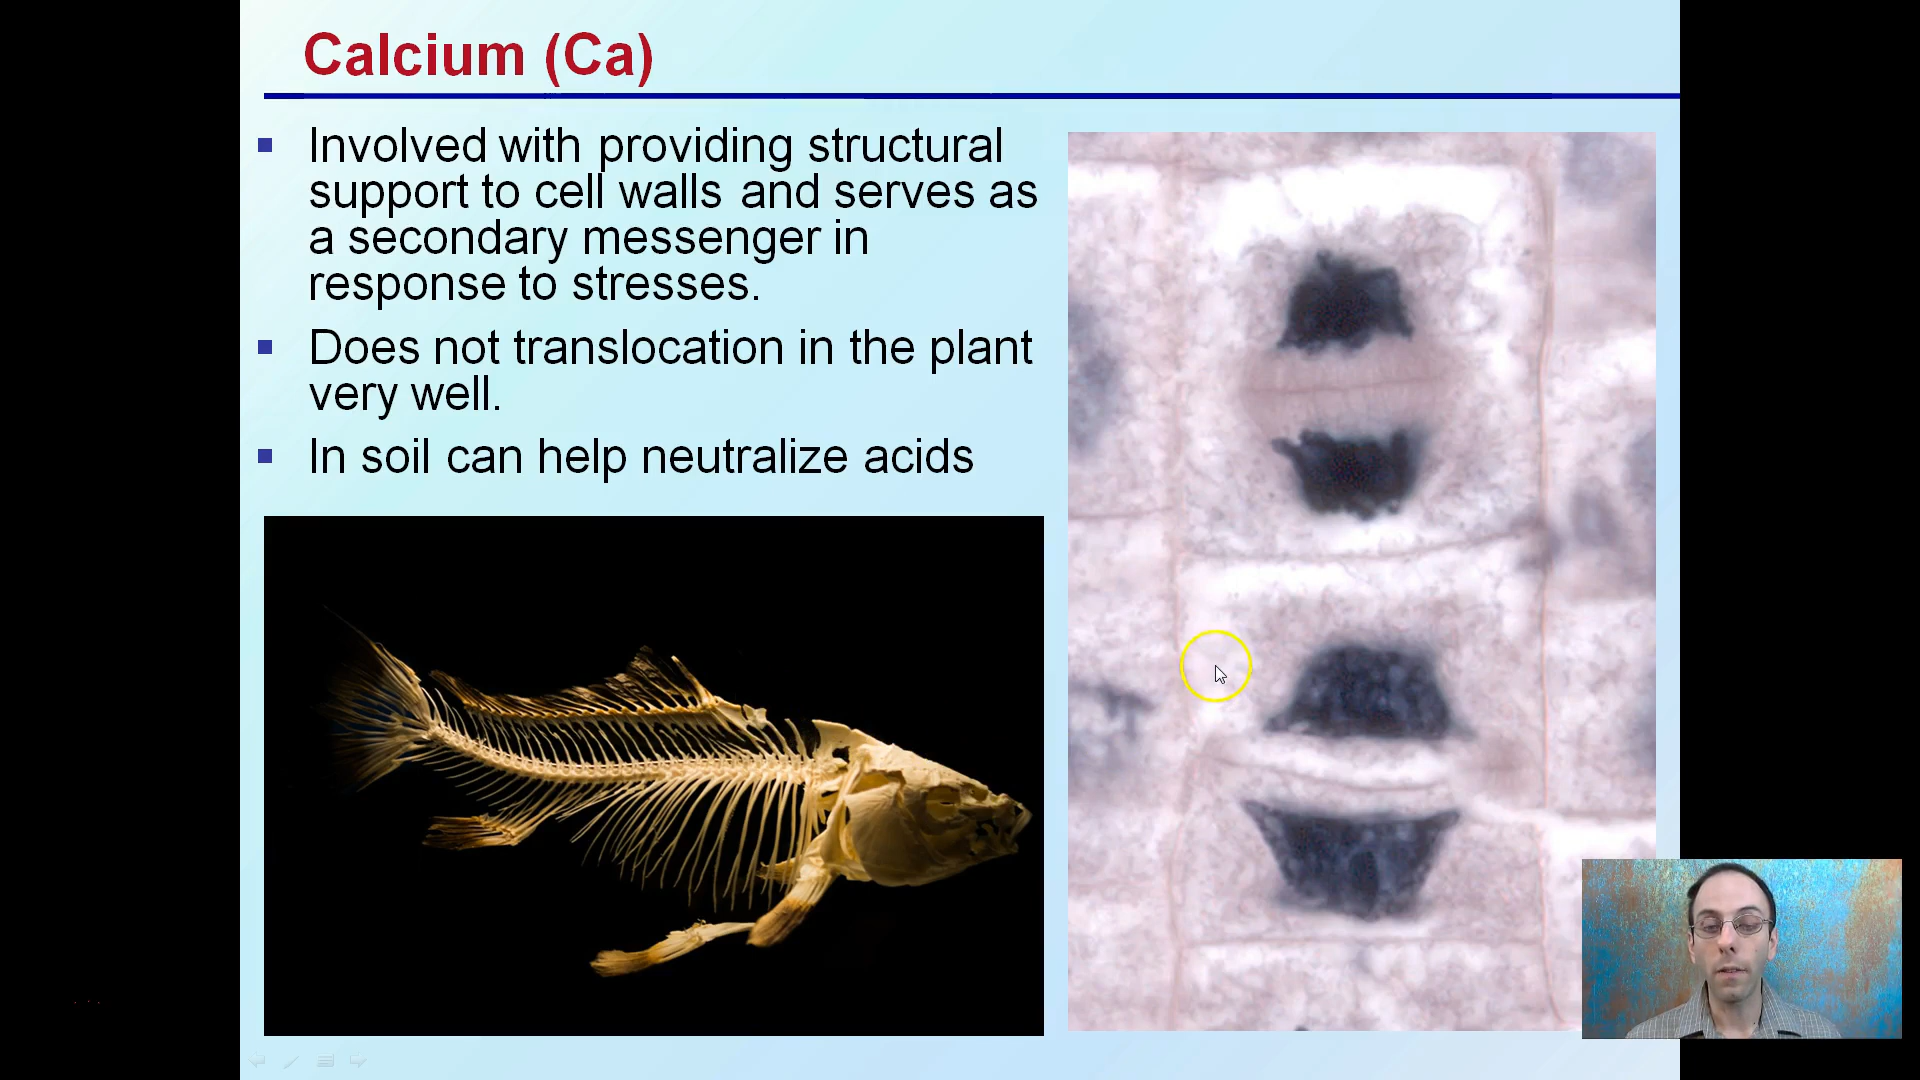 Calcium (Ca)
Involved with providing structural
support to cell walls and serves as
a secondary messenger in
response to stresses.
Does not translocation in the plant
very well.
In soil can help neutralize acids